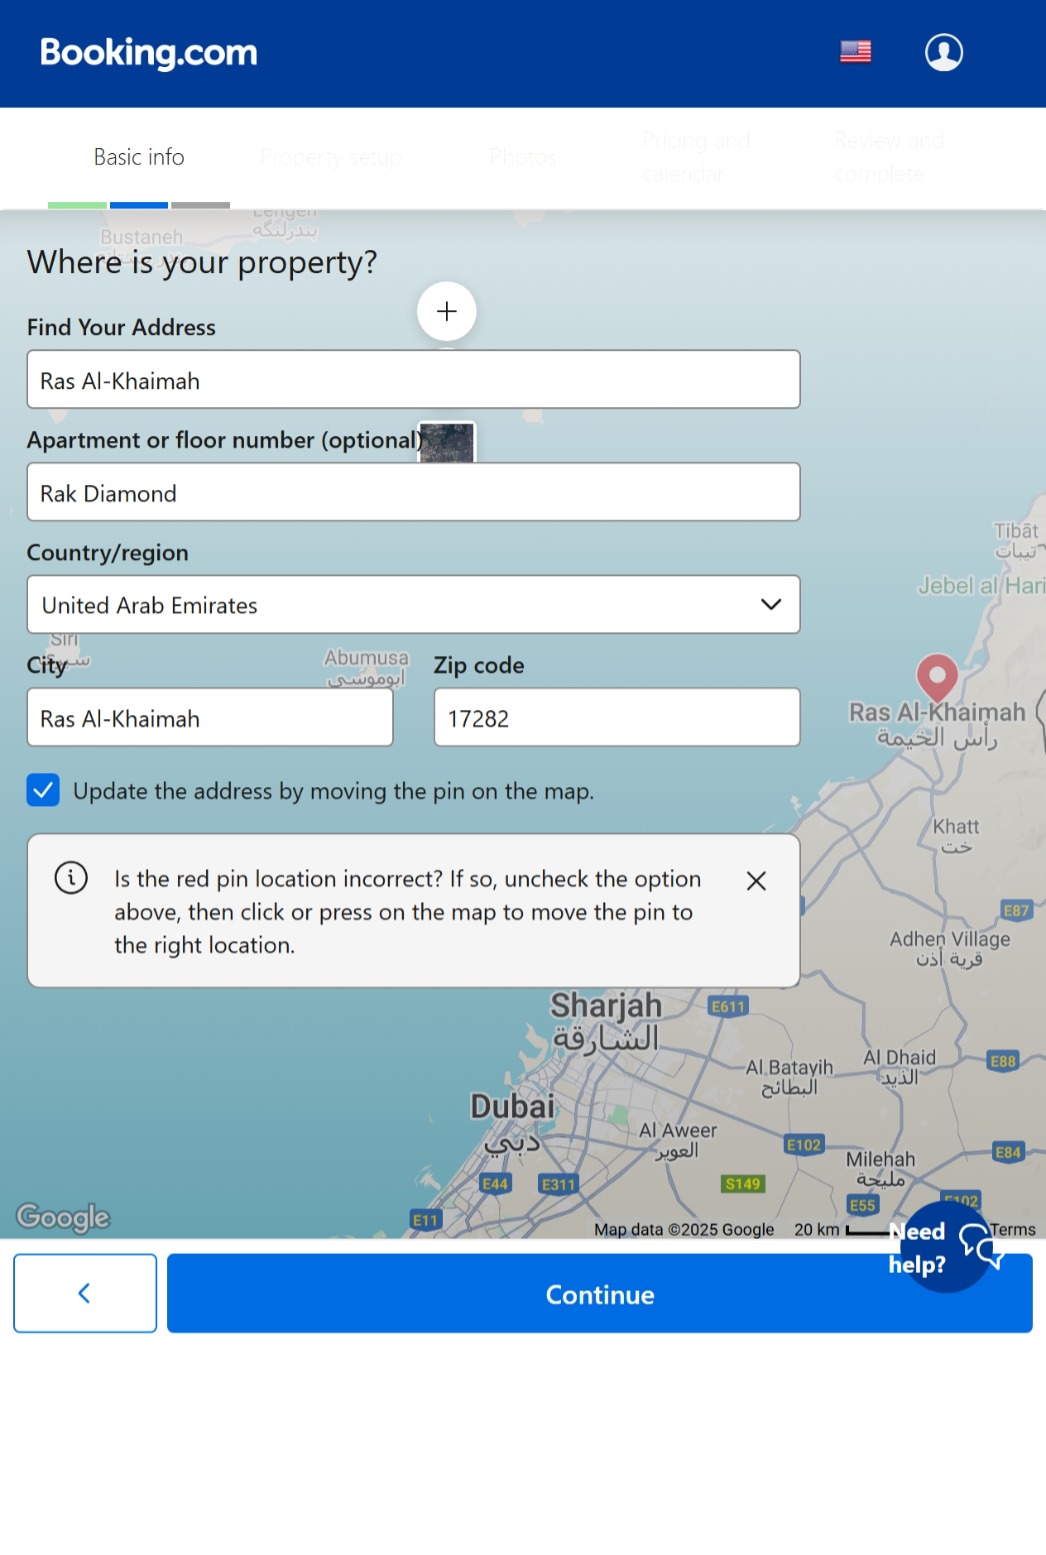 Booking.com
Basic info
Property setup
Photos
Pricing and
calendar
Review and
complete
Lengeh
بندرلنگه
Bustaneh
Where is your property?
+
Find Your Address
Ras Al-Khaimah
Apartment or floor number (optional)
Rak Diamond
Country/region
United Arab Emirates
Tibāt
تيبات
Jebel al Hari
Siri
سیری
City
Abumusa
ابوموسی
Zip code
Ras Al-Khaimah
17282
Ras Al-Khaimah
رأس الخيمة
Update the address by moving the pin on the map.
Khatt
خت
Is the red pin location incorrect? If so, uncheck the option
above, then click or press on the map to move the pin to
the right location.
E87
Adhen Village
قرية أذن
Sharjah
الشارقة
E611
Al Batayih
البطائح
Al Dhaid
الذيد
E88
Dubai
دبي
Al Aweer
العوير
E102
Milehah
مليحة
E84
E44
E311
S149
E55
E102
E11
Google
Map data ©2025 Google
20 km
Terms
Need
help?
Continue